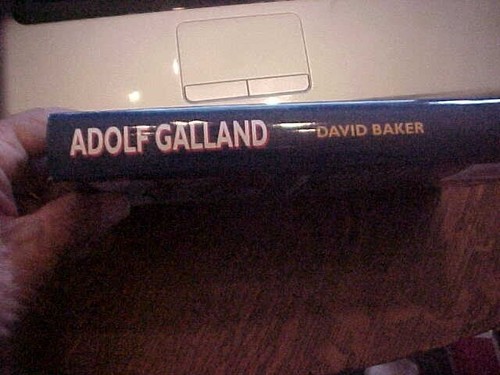 ADOLF GALLAND DAVID BAKER